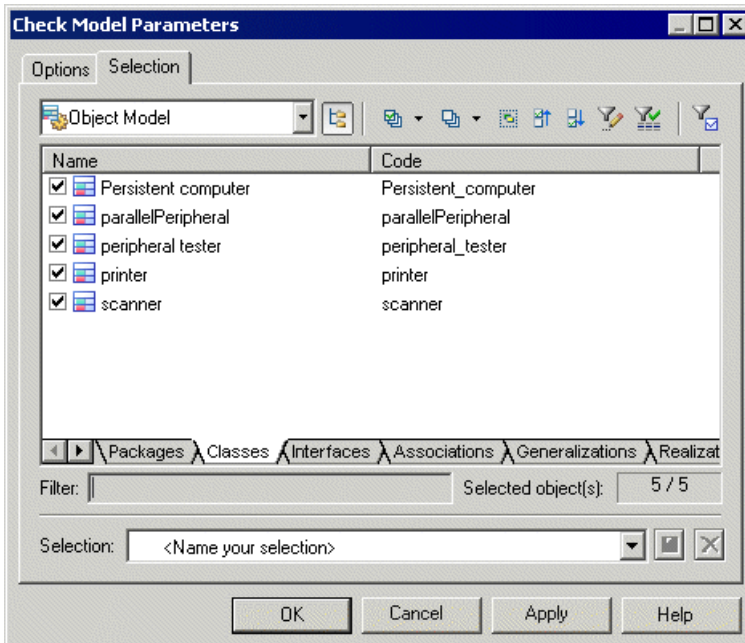 Check Model Parameters
Options Selection
Object Model
Name Code
Persistent computer Persistent_computer
parallelPeripheral parallelPeripheral
peripheral tester peripheral_tester
printer printer
scanner scanner
Packages Classes Interfaces Associations Generalizations Realizat
Filter: Selected object(s): 5 / 5
Selection: <Name your selection>
OK Cancel Apply Help